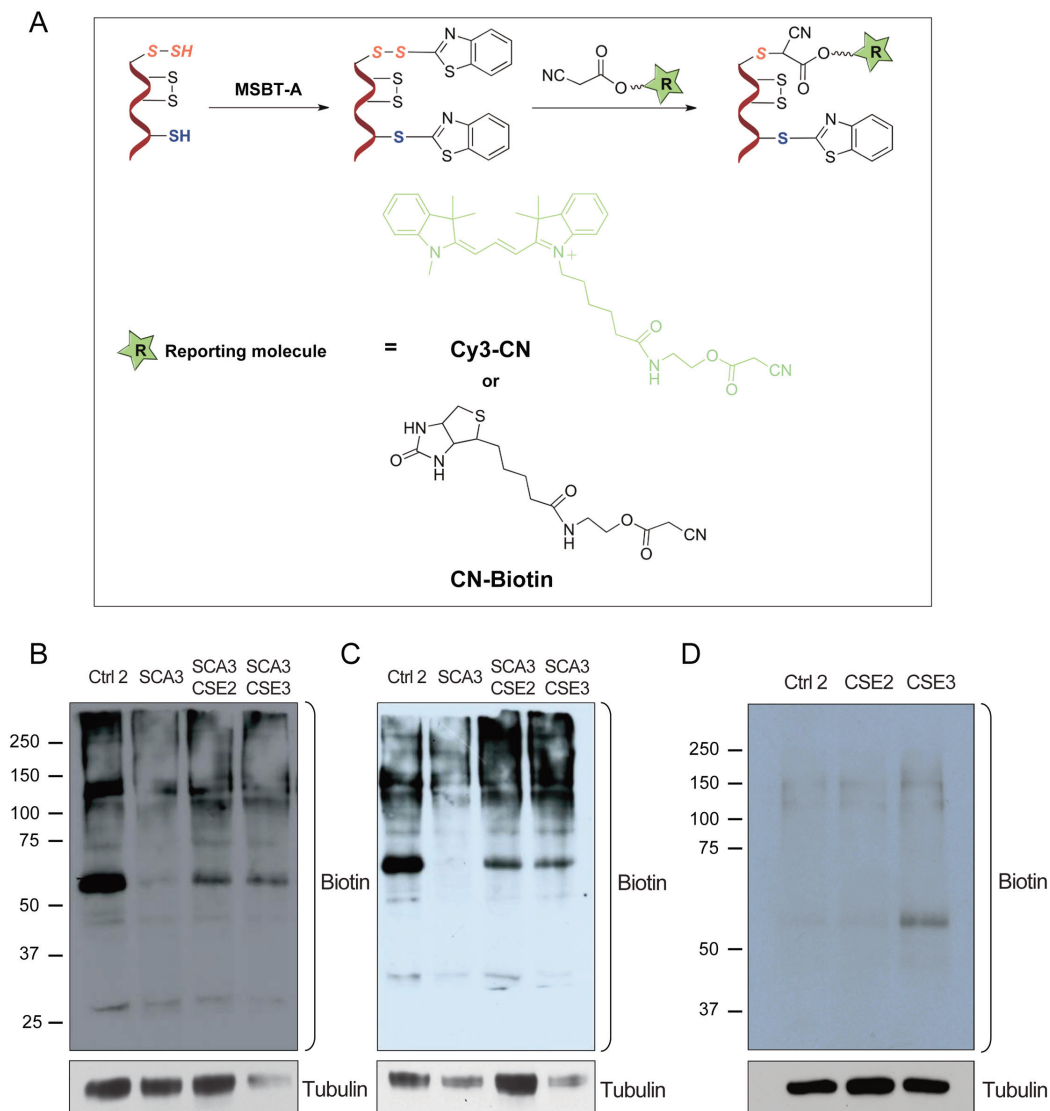 A
S-SH
S
S
SH
MSBT-A
S-S
N
S
S
S
S
N
S
NC
O
O
R
CN
S
O
O
R
S
S
S
N
S
N
N+
O
N
H
O
O
CN
R Reporting molecule = Cy3-CN
or
S
HN
O
N
H
O
N
H
O
O
CN
CN-Biotin
B
Ctrl 2 SCA3 SCA3 CSE2 SCA3 CSE3
250
150
100
75
50
37
25
Biotin
Tubulin
C
Ctrl 2 SCA3 SCA3 CSE2 SCA3 CSE3
Biotin
Tubulin
D
Ctrl 2 CSE2 CSE3
250
150
100
75
50
37
Biotin
Tubulin